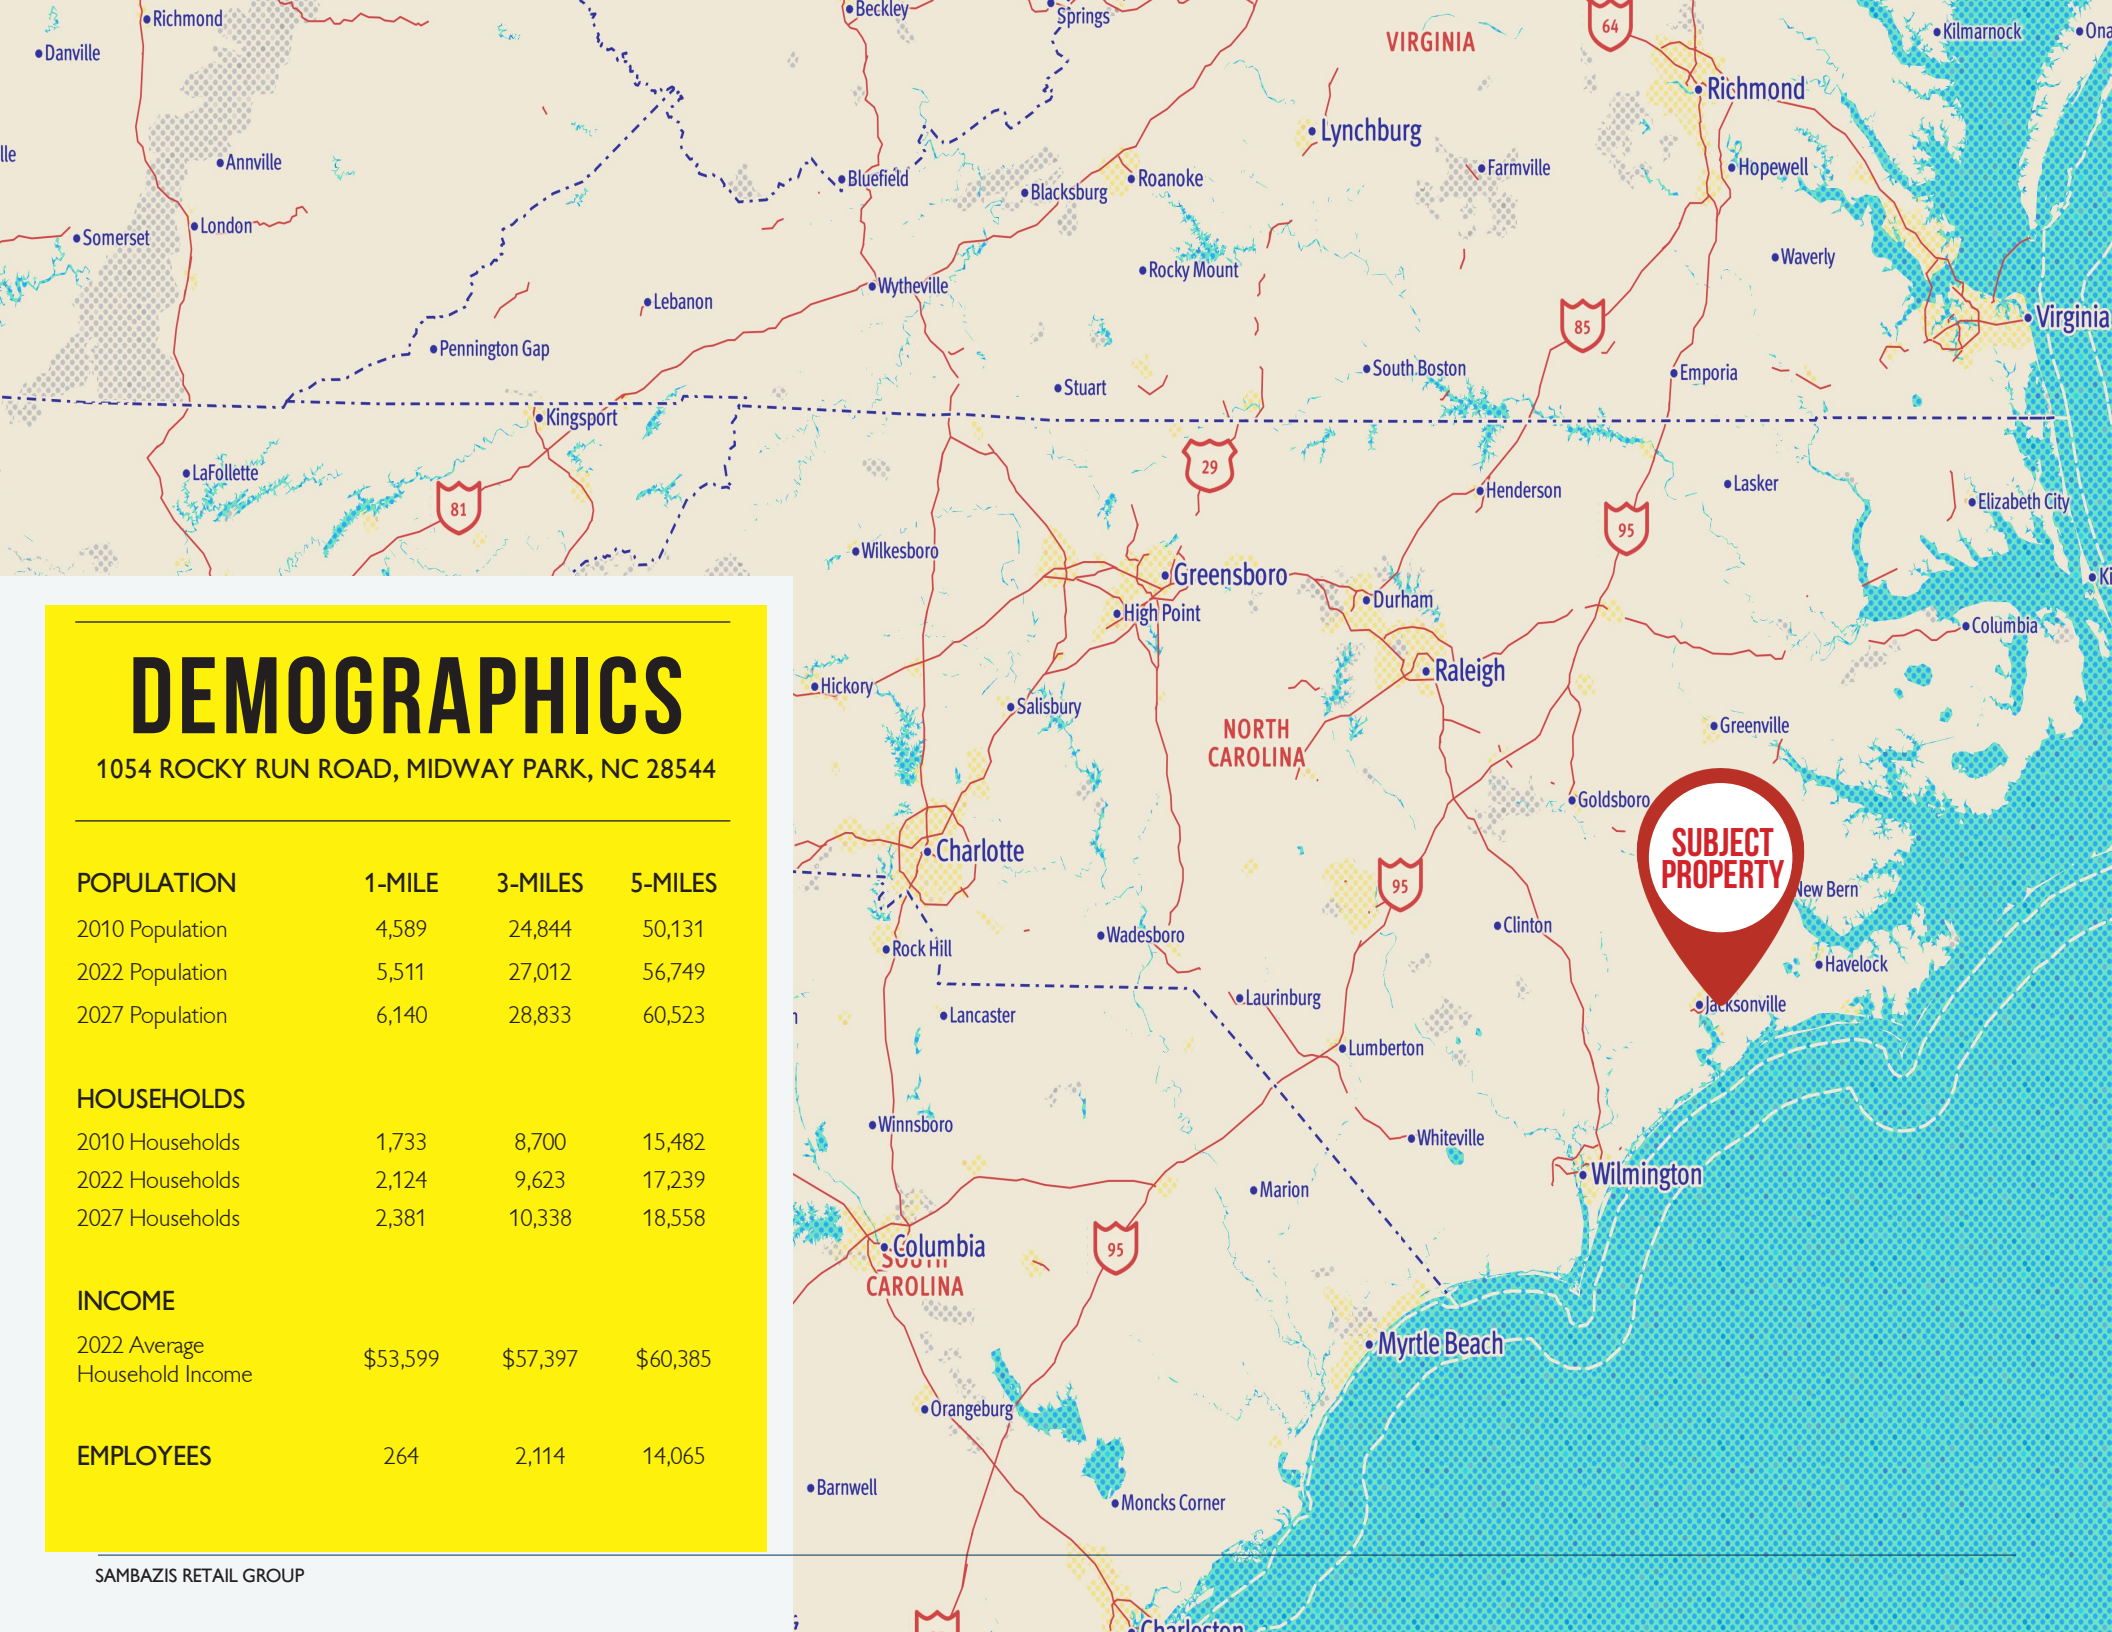 Richmond
Beckley
Springs
VIRGINIA
64
Kilmarnock
Danville
Richmond
Lynchburg
Annville
Bluefield
Blacksburg
Roanoke
Farmville
Hopewell
London
Somerset
Rocky Mount
Waverly
Wytheville
Lebanon
85
Virginia
Pennington Gap
Stuart
South Boston
Emporia
Kingsport
LaFollette
29
81
Henderson
Lasker
95
Elizabeth City
Wilkesboro
Greensboro
High Point
Durham
Columbia
Raleigh
Hickory
Salisbury
NORTH
CAROLINA
Greenville
Goldsboro
SUBJECT
PROPERTY
Charlotte
95
New Bern
Clinton
Rock Hill
Wadesboro
Havelock
Laurinburg
Jacksonville
Lancaster
Lumberton
Winnsboro
Whiteville
Wilmington
Marion
95
Columbia
SOUTH
CAROLINA
Myrtle Beach
Orangeburg
Barnwell
Moncks Corner
Charleston
DEMOGRAPHICS
1054 ROCKY RUN ROAD, MIDWAY PARK, NC 28544
POPULATION 1-MILE 3-MILES 5-MILES
2010 Population 4,589 24,844 50,131
2022 Population 5,511 27,012 56,749
2027 Population 6,140 28,833 60,523
HOUSEHOLDS
2010 Households 1,733 8,700 15,482
2022 Households 2,124 9,623 17,239
2027 Households 2,381 10,338 18,558
INCOME
2022 Average
Household Income $53,599 $57,397 $60,385
EMPLOYEES 264 2,114 14,065
SAMBAZIS RETAIL GROUP